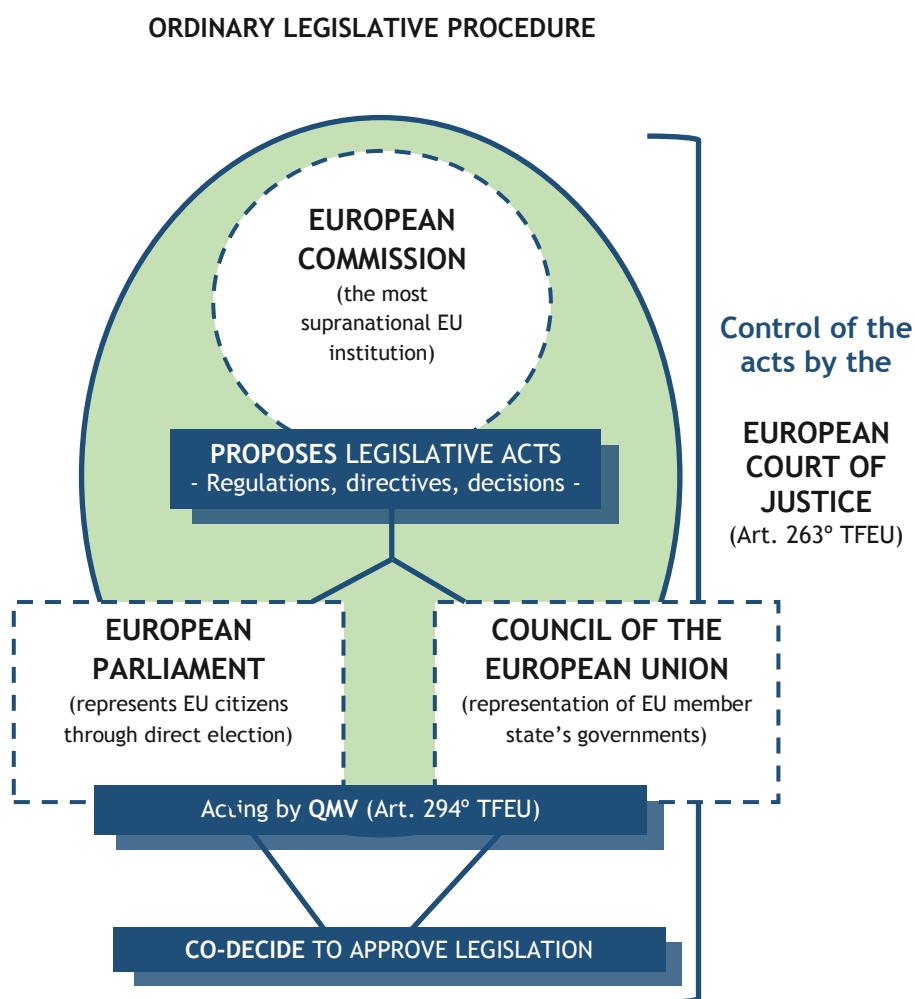 ORDINARY LEGISLATIVE PROCEDURE
EUROPEAN
COMMISSION
(the most
supranational EU
institution)
PROPOSES LEGISLATIVE ACTS
- Regulations, directives, decisions -
Control of the
acts by the
EUROPEAN
COURT OF
JUSTICE
(Art. 263º TFEU)
EUROPEAN
PARLIAMENT
(represents EU citizens
through direct election)
COUNCIL OF THE
EUROPEAN UNION
(representation of EU member
state’s governments)
Acting by QMV (Art. 294º TFEU)
CO-DECIDE TO APPROVE LEGISLATION